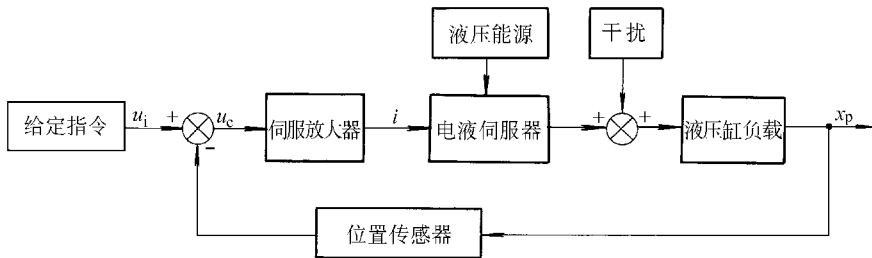 液压能源
干扰
给定指令
u_i
+
u_c
伺服放大器
i
电液伺服器
+
+
液压缸负载
x_p
−
位置传感器